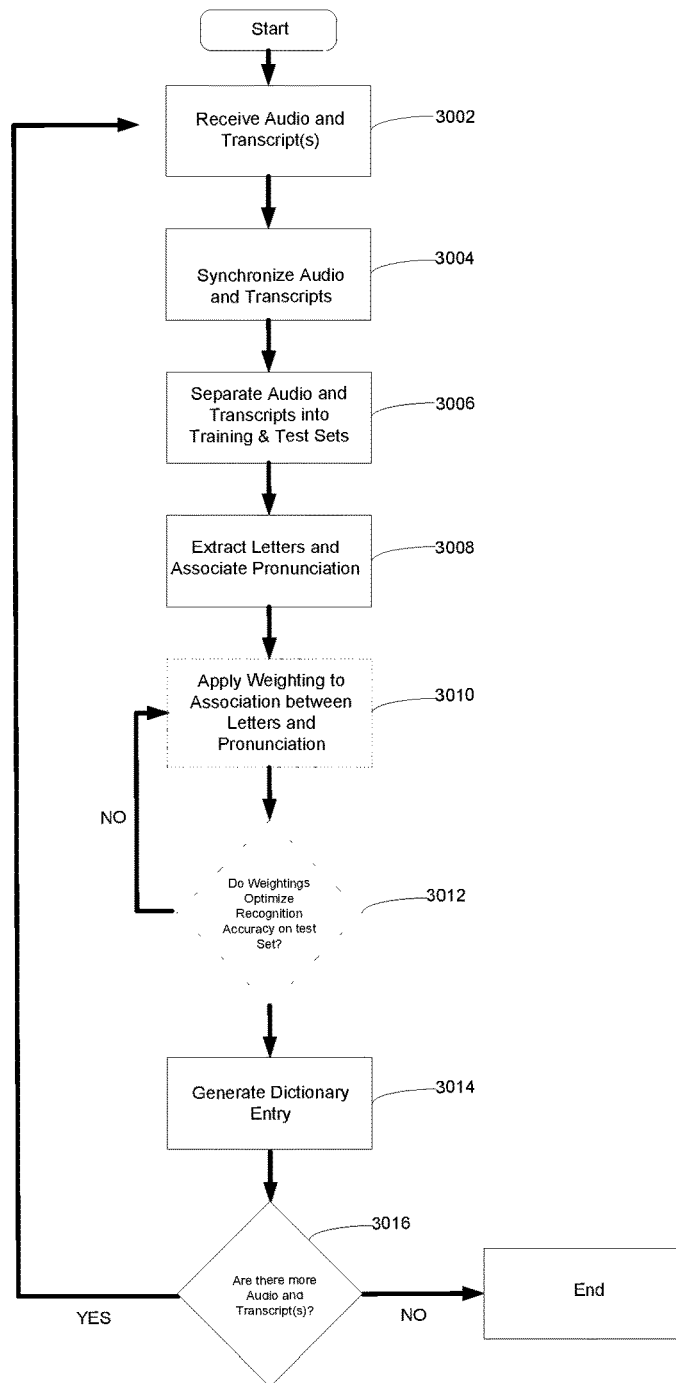 Start
Receive Audio and
Transcript(s)
3002
Synchronize Audio
and Transcripts
3004
Separate Audio and
Transcripts into
Training & Test Sets
3006
Extract Letters and
Associate Pronunciation
3008
Apply Weighting to
Association between
Letters and
Pronunciation
3010
NO
Do Weightings
Optimize
Recognition
Accuracy on test
Set?
3012
Generate Dictionary
Entry
3014
3016
Are there more
Audio and
Transcript(s)?
YES
NO
End